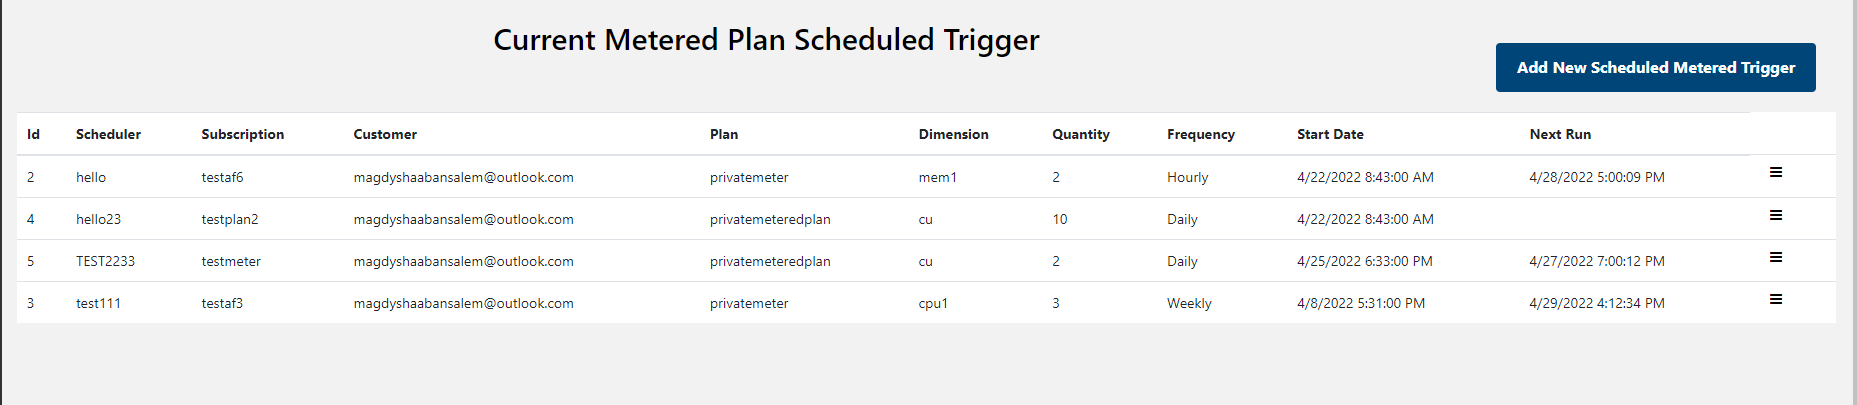 Current Metered Plan Scheduled Trigger
Add New Scheduled Metered Trigger
Id Scheduler Subscription Customer Plan Dimension Quantity Frequency Start Date Next Run
2 hello testaf6 magdyshaabansalem@outlook.com privatemeter mem1 2 Hourly 4/22/2022 8:43:00 AM 4/28/2022 5:00:09 PM
4 hello23 testplan2 magdyshaabansalem@outlook.com privatemeteredplan cu 10 Daily 4/22/2022 8:43:00 AM
5 TEST2233 testmeter magdyshaabansalem@outlook.com privatemeteredplan cu 2 Daily 4/25/2022 6:33:00 PM 4/27/2022 7:00:12 PM
3 test111 testaf3 magdyshaabansalem@outlook.com privatemeter cpu1 3 Weekly 4/8/2022 5:31:00 PM 4/29/2022 4:12:34 PM